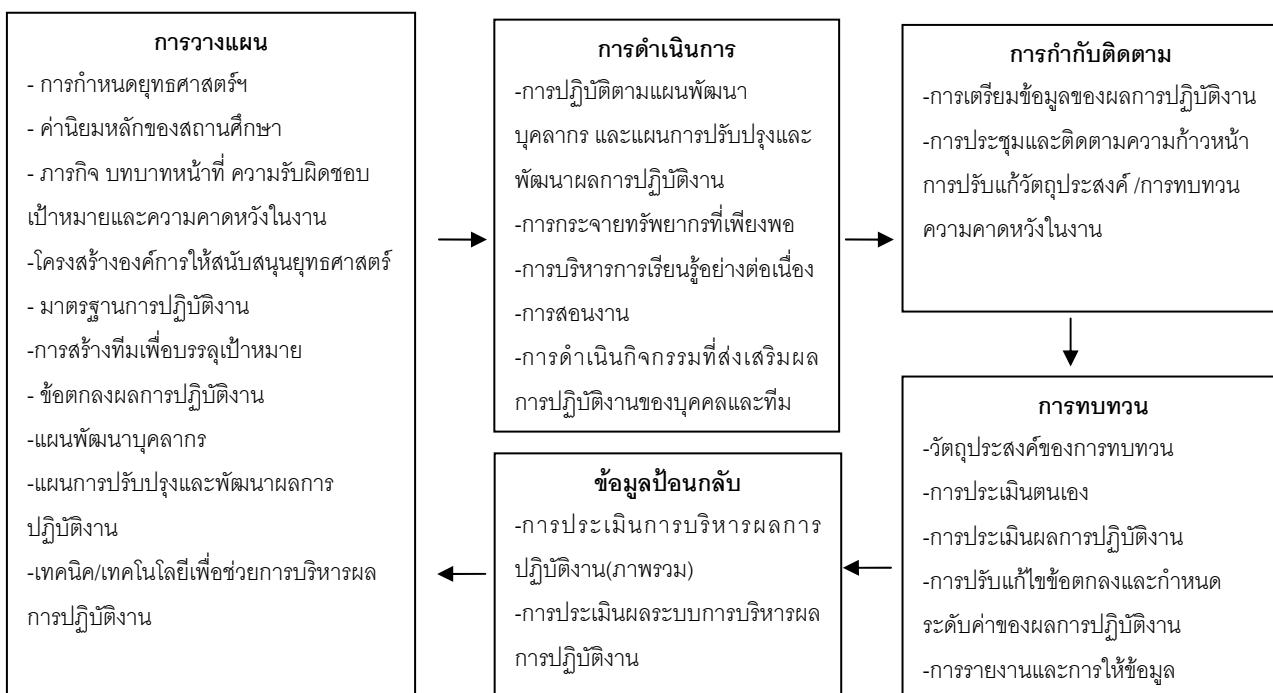 การวางแผน
- การกำหนดยุทธศาสตร์ฯ
- ค่านิยมหลักของสถานศึกษา
- ภารกิจ บทบาทหน้าที่ ความรับผิดชอบ
เป้าหมายและความคาดหวังในงาน
-โครงสร้างองค์การให้สนับสนุนยุทธศาสตร์
- มาตรฐานการปฏิบัติงาน
-การสร้างทีมเพื่อบรรลุเป้าหมาย
- ข้อตกลงผลการปฏิบัติงาน
-แผนพัฒนาบุคลากร
-แผนการปรับปรุงและพัฒนาผลการ
ปฏิบัติงาน
-เทคนิค/เทคโนโลยีเพื่อช่วยการบริหารผล
การปฏิบัติงาน
การดำเนินการ
-การปฏิบัติตามแผนพัฒนา
บุคลากร และแผนการปรับปรุงและ
พัฒนาผลการปฏิบัติงาน
-การกระจายทรัพยากรที่เพียงพอ
-การบริหารการเรียนรู้อย่างต่อเนื่อง
-การสอนงาน
-การดำเนินกิจกรรมที่ส่งเสริมผล
การปฏิบัติงานของบุคคลและทีม
การกำกับติดตาม
-การเตรียมข้อมูลของผลการปฏิบัติงาน
-การประชุมและติดตามความก้าวหน้า
การปรับแก้วัตถุประสงค์ /การทบทวน
ความคาดหวังในงาน
การทบทวน
-วัตถุประสงค์ของการทบทวน
-การประเมินตนเอง
-การประเมินผลการปฏิบัติงาน
-การปรับแก้ไขข้อตกลงและกำหนด
ระดับค่าของผลการปฏิบัติงาน
-การรายงานและการให้ข้อมูล
ข้อมูลป้อนกลับ
-การประเมินการบริหารผลการ
ปฏิบัติงาน(ภาพรวม)
-การประเมินผลระบบการบริหารผล
การปฏิบัติงาน